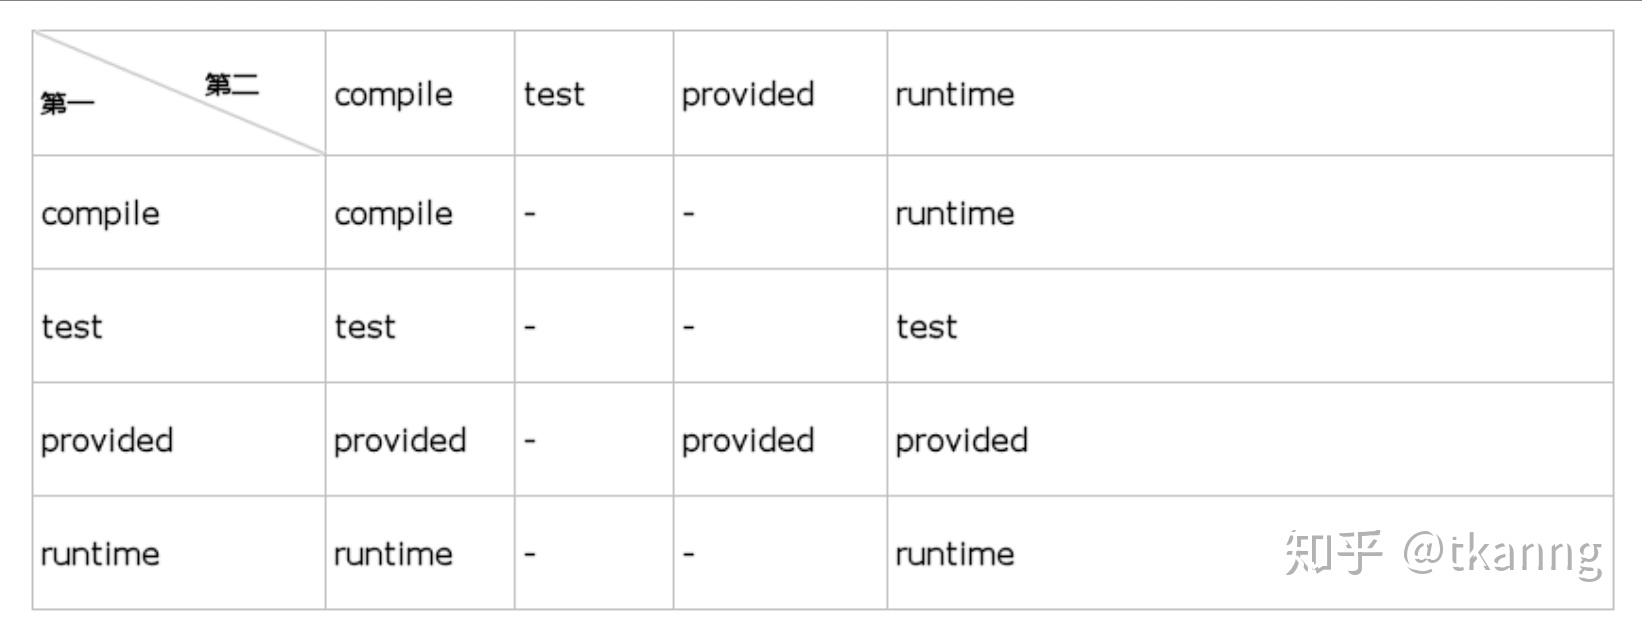 第一 第二 compile test provided runtime
compile compile - - runtime
test test - - test
provided provided - provided provided
runtime runtime - - runtime
知乎 @tkanng